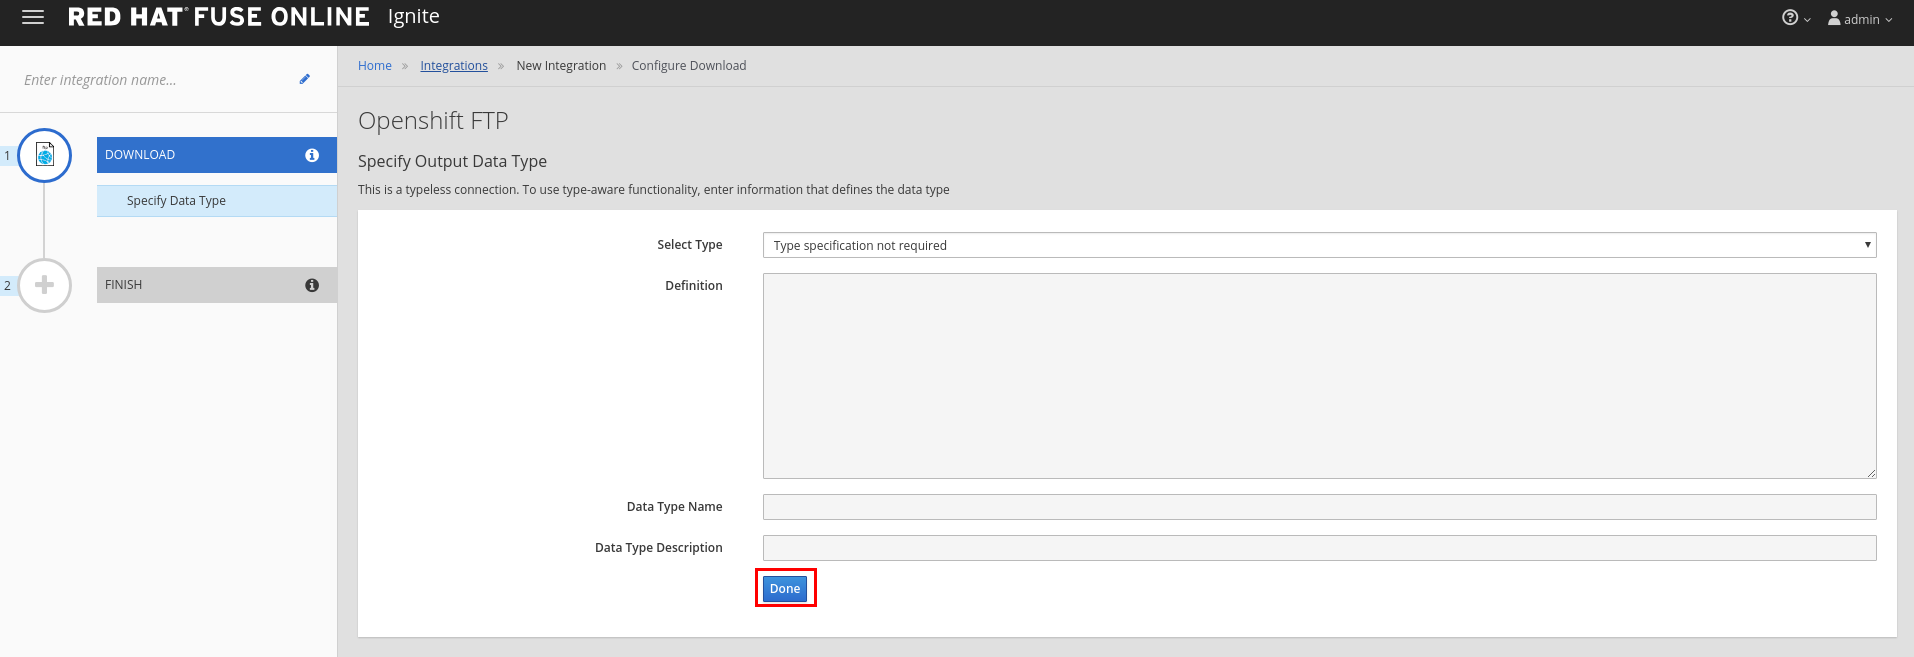 RED HAT® FUSE ONLINE Ignite
admin
Enter integration name...
Home » Integrations » New Integration » Configure Download
Openshift FTP
1
DOWNLOAD
Specify Data Type
2
FINISH
Specify Output Data Type
This is a typeless connection. To use type-aware functionality, enter information that defines the data type
Select Type
Type specification not required
Definition
Data Type Name
Data Type Description
Done